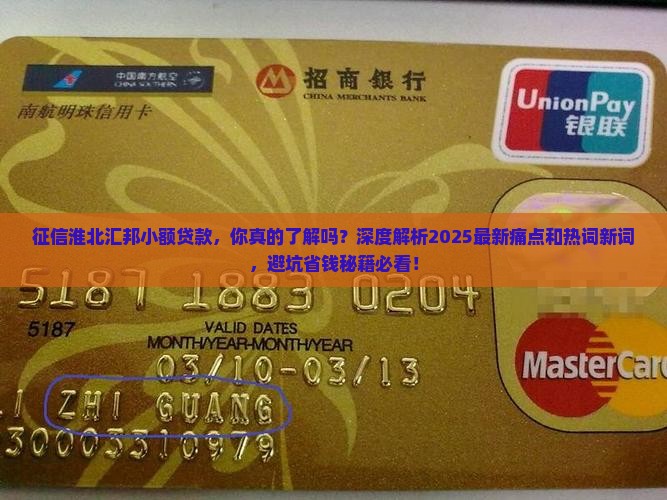 中国南方航空
CHINA SOUTHERN
招商银行
CHINA MERCHANTS BANK
UnionPay
银联
南航明珠信用卡
征信淮北汇邦小额贷款，你真的了解吗？深度解析2025最新痛点和热词新词
，避坑省钱秘籍必看！
5187 1883 0204
5187
VALID DATES
MONTH/YEAR-MONTH/YEAR
03/10-03/13
MasterCard
LI ZHI GUANG
30003310979